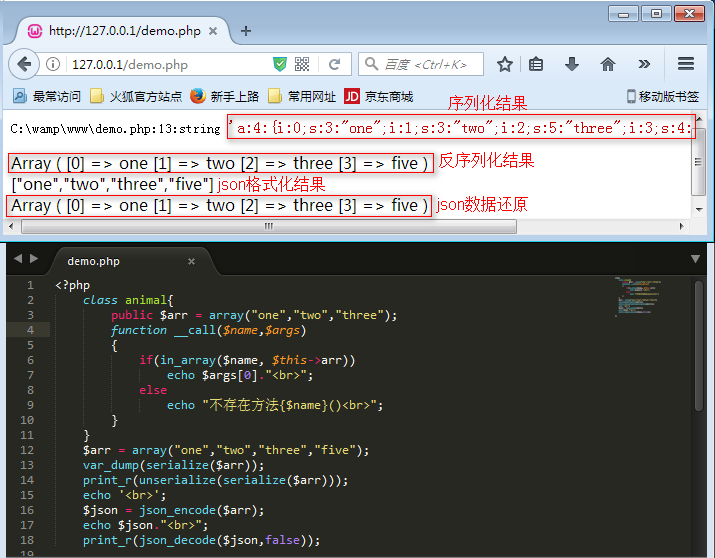 http://127.0.0.1/demo.php
127.0.0.1/demo.php
百度 <Ctrl+K>
最常访问 火狐官方站点 新手上路 常用网址 JD 京东商城 移动版书签
序列化结果
C:\wamp\www\demo.php:13:string 'a:4:{i:0;s:3:"one";i:1;s:3:"two";i:2;s:5:"three";i:3;s:4:
Array ( [0] => one [1] => two [2] => three [3] => five ) 反序列化结果
["one","two","three","five"] json格式化结果
Array ( [0] => one [1] => two [2] => three [3] => five ) json数据还原
demo.php
1 <?php
2 class animal{
3 public $arr = array("one","two","three");
4 function __call($name,$args)
5 {
6 if(in_array($name, $this->arr))
7 echo $args[0]."<br>";
8 else
9 echo "不存在方法{$name}()<br>";
10 }
11 }
12 $arr = array("one","two","three","five");
13 var_dump(serialize($arr));
14 print_r(unserialize(serialize($arr)));
15 echo '<br>';
16 $json = json_encode($arr);
17 echo $json."<br>";
18 print_r(json_decode($json,false));
19